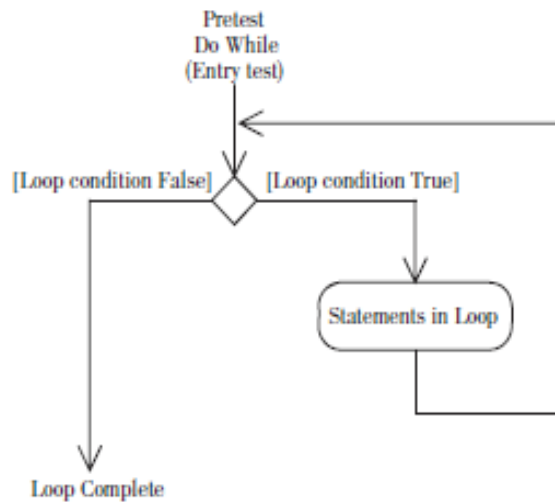 Pretest
Do While
(Entry test)
[Loop condition False]
[Loop condition True]
Statements in Loop
Loop Complete